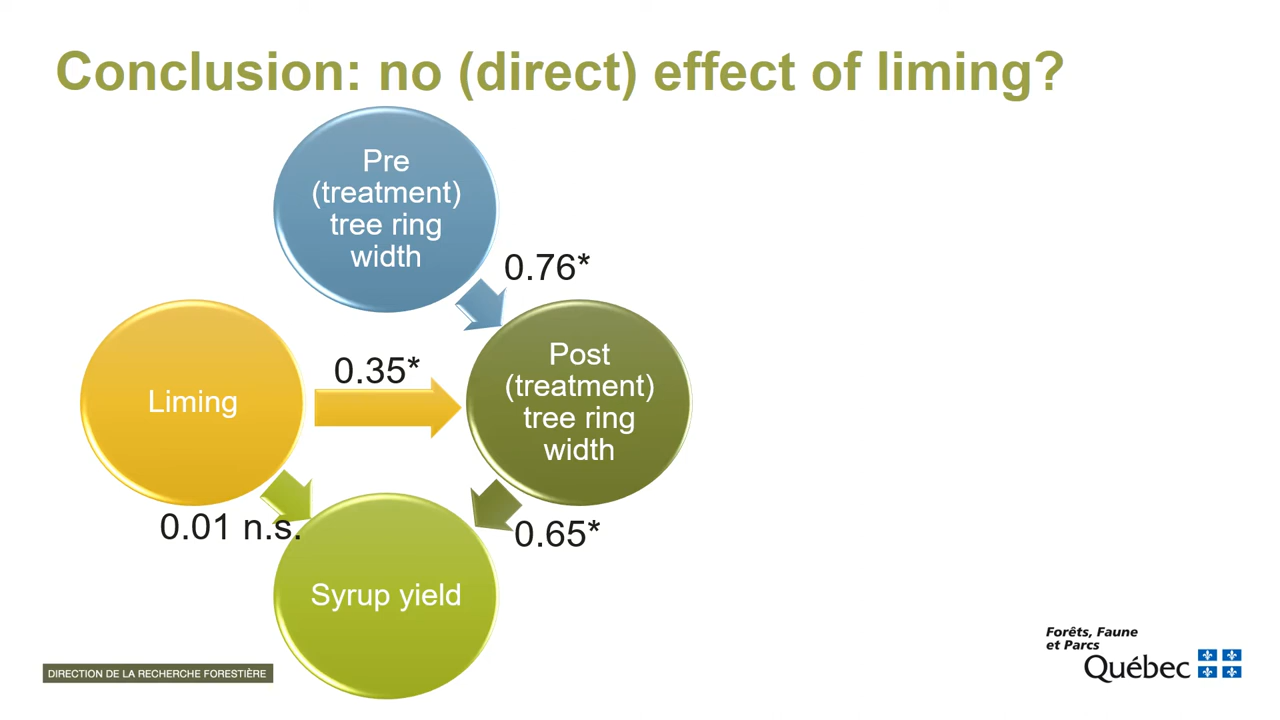 Conclusion: no (direct) effect of liming?
Pre
(treatment)
tree ring
width
0.76*
Liming
0.35*
Post
(treatment)
tree ring
width
0.01 n.s.
0.65*
Syrup yield
DIRECTION DE LA RECHERCHE FORESTIÈRE
Forêts, Faune
et Parcs
Québec